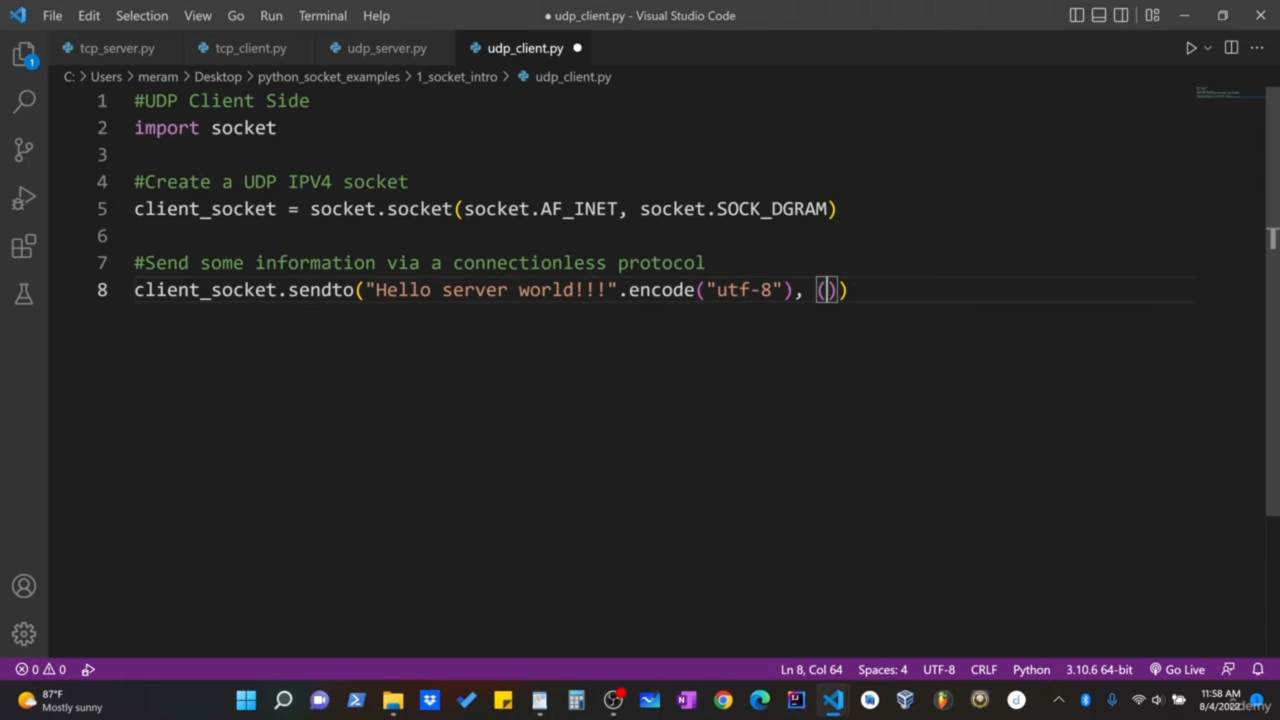 File Edit Selection View Go Run Terminal Help
● udp_client.py - Visual Studio Code
tcp_server.py tcp_client.py udp_server.py udp_client.py ●
C: > Users > meram > Desktop > python_socket_examples > 1_socket_intro > udp_client.py
1 #UDP Client Side
2 import socket
3
4 #Create a UDP IPV4 socket
5 client_socket = socket.socket(socket.AF_INET, socket.SOCK_DGRAM)
6
7 #Send some information via a connectionless protocol
8 client_socket.sendto("Hello server world!!!".encode("utf-8"), ())
1
0 0 Ln 8, Col 64 Spaces: 4 UTF-8 CRLF Python 3.10.6 64-bit Go Live
87°F
Mostly sunny
11:58 AM
8/4/2022